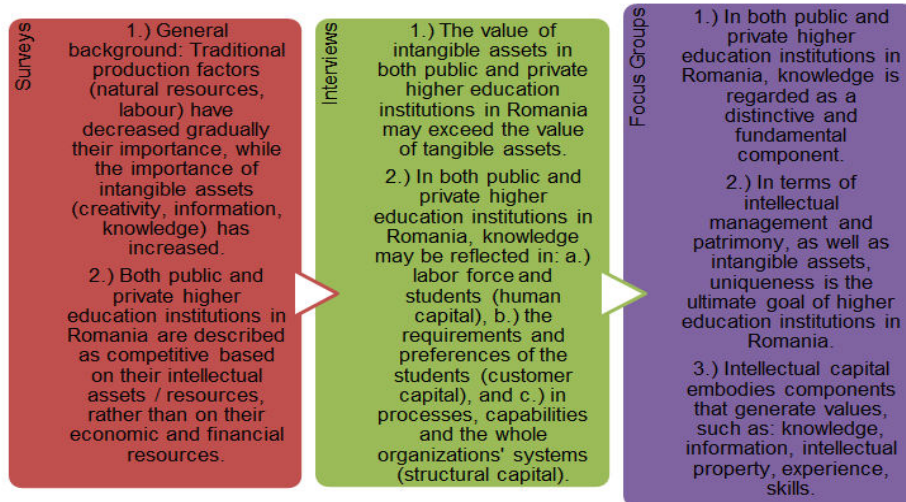 Surveys
1.) General
background: Traditional
production factors
(natural resources,
labour) have
decreased gradually
their importance, while
the importance of
intangible assets
(creativity, information,
knowledge) has
increased.
2.) Both public and
private higher
education institutions in
Romania are described
as competitive based
on their intellectual
assets / resources,
rather than on their
economic and financial
resources.
Interviews
1.) The value of
intangible assets in
both public and private
higher education
institutions in Romania
may exceed the value
of tangible assets.
2.) In both public and
private higher
education institutions in
Romania, knowledge
may be reflected in: a.)
labor force and
students (human
capital), b.) the
requirements and
preferences of the
students (customer
capital), and c.) in
processes, capabilities
and the whole
organizations' systems
(structural capital).
Focus Groups
1.) In both public and
private higher
education institutions in
Romania, knowledge is
regarded as a
distinctive and
fundamental
component.
2.) In terms of
intellectual
management and
patrimony, as well as
intangible assets,
uniqueness is the
ultimate goal of higher
education institutions in
Romania.
3.) Intellectual capital
embodies components
that generate values,
such as: knowledge,
information, intellectual
property, experience,
skills.